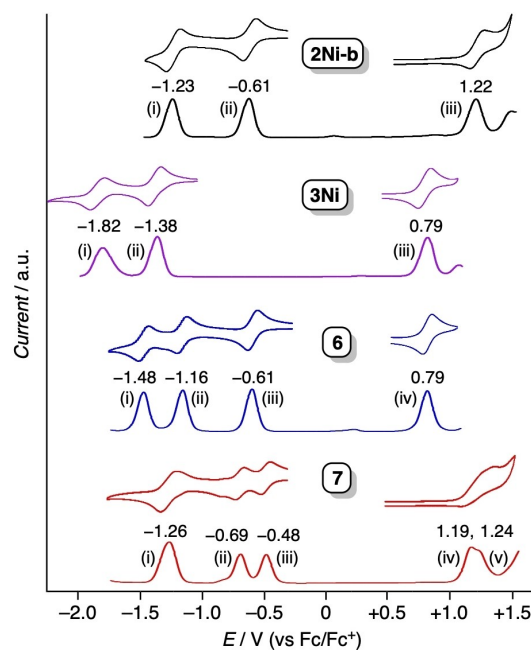 2Ni-b
−1.23 −0.61 1.22
(i) (ii) (iii)
3Ni
−1.82 −1.38 0.79
(i) (ii) (iii)
6
−1.48 −1.16 −0.61 0.79
(i) (ii) (iii) (iv)
7
−1.26 −0.69 −0.48 1.19, 1.24
(i) (ii) (iii) (iv) (v)
Current / a.u.
−2.0 −1.5 −1.0 −0.5 0 +0.5 +1.0 +1.5
E / V (vs Fc/Fc⁺)